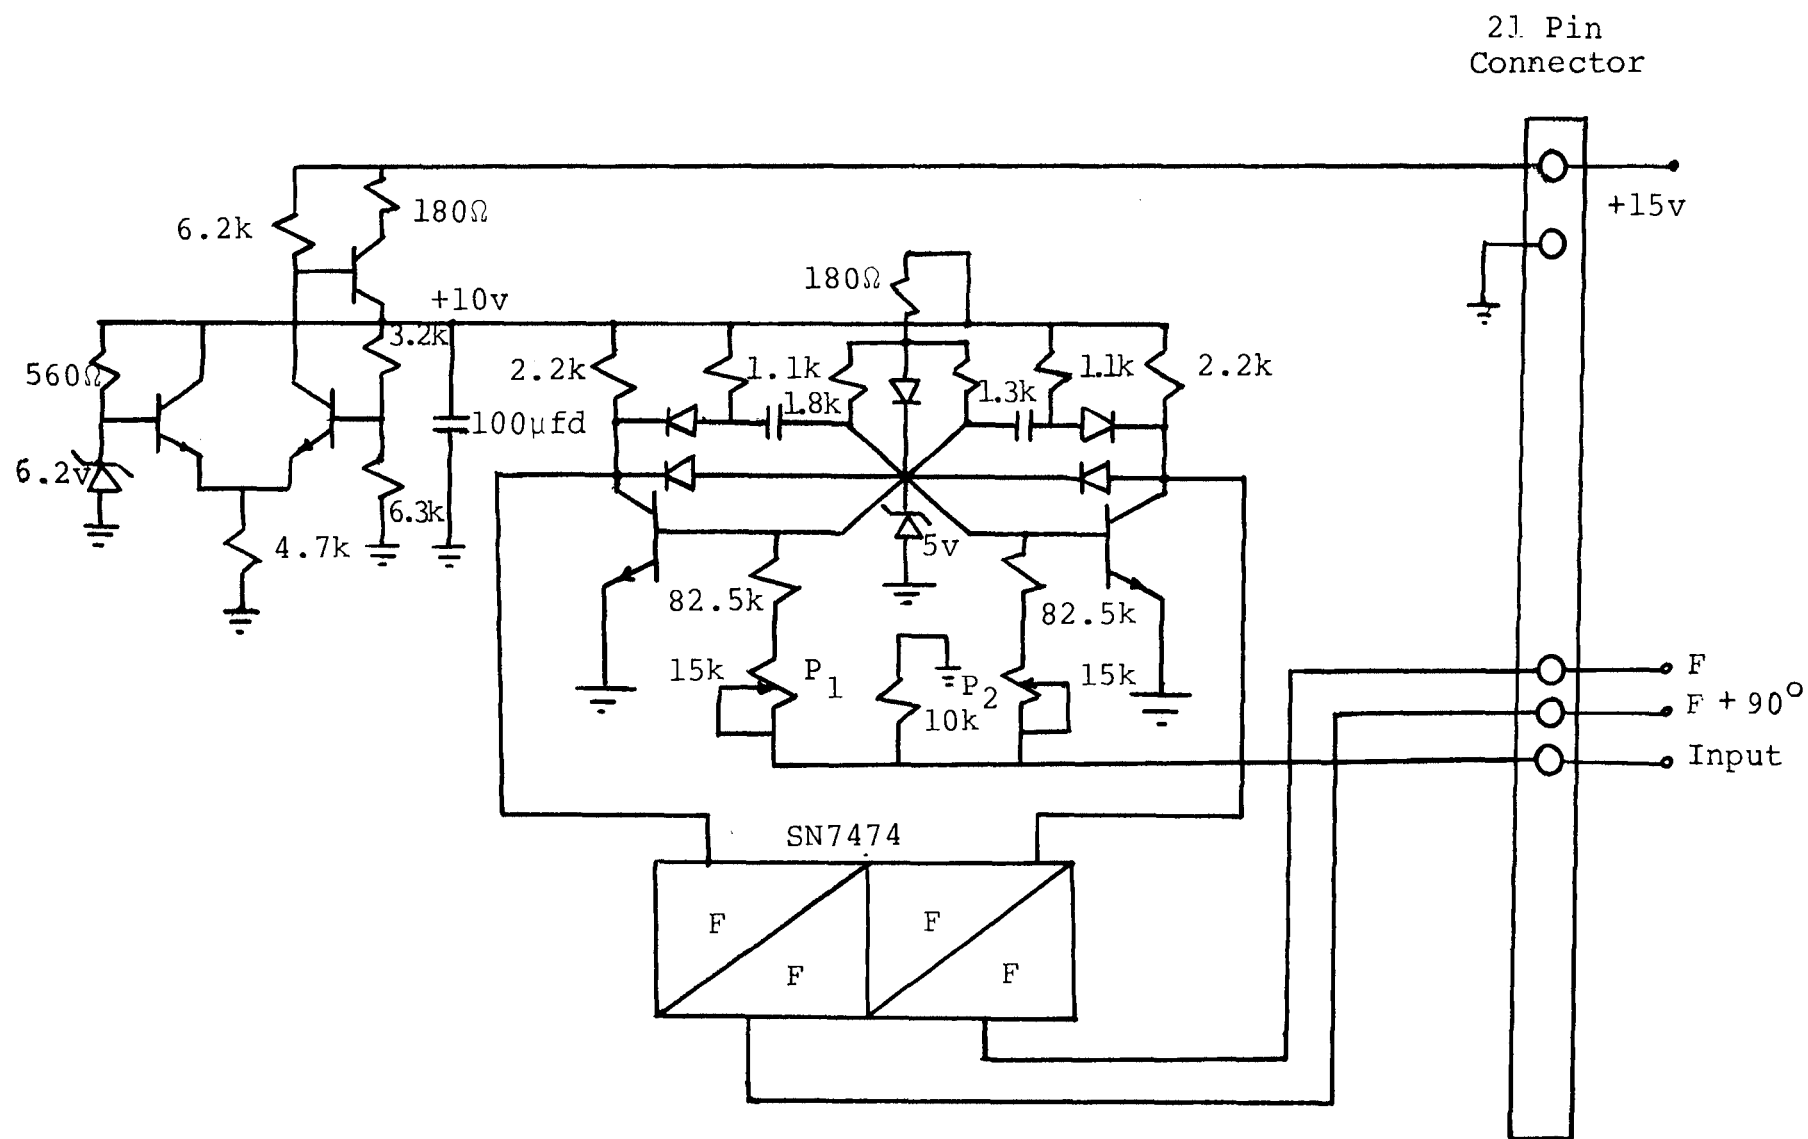 21 Pin
Connector
+15v
6.2k
180Ω
180Ω
+10v
3.2k
560Ω
2.2k
1.1k
1.8k
1.3k
1.1k
2.2k
100µfd
6.2v
6.3k
4.7k
5v
82.5k
82.5k
15k
P1
P2
10k
15k
F
F + 90°
Input
SN7474
F
F
F
F